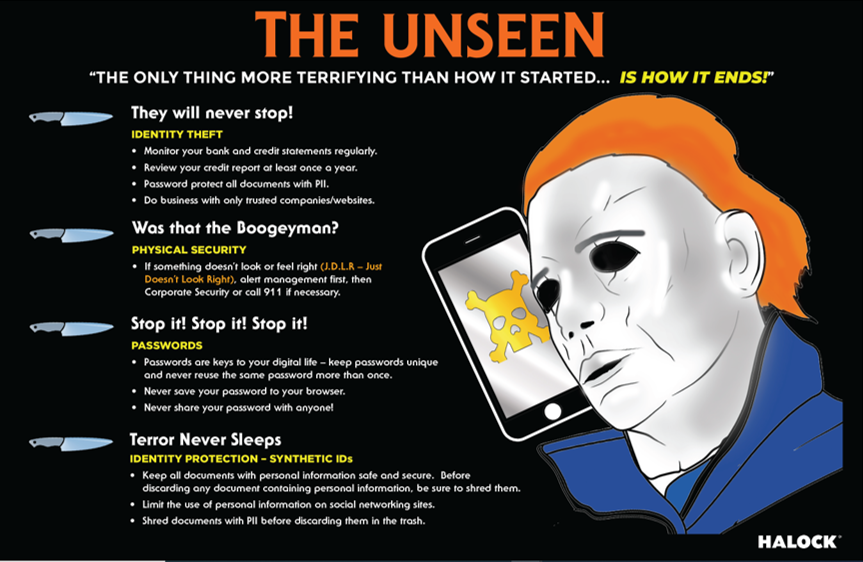 THE UNSEEN
“THE ONLY THING MORE TERRIFYING THAN HOW IT STARTED... IS HOW IT ENDS!”
They will never stop!
IDENTITY THEFT
• Monitor your bank and credit statements regularly.
• Review your credit report at least once a year.
• Password protect all documents with PII.
• Do business with only trusted companies/websites.
Was that the Boogeyman?
PHYSICAL SECURITY
• If something doesn't look or feel right (J.D.L.R – Just
Doesn't Look Right), alert management first, then
Corporate Security or call 911 if necessary.
Stop it! Stop it! Stop it!
PASSWORDS
• Passwords are keys to your digital life – keep passwords unique
and never reuse the same password more than once.
• Never save your password to your browser.
• Never share your password with anyone!
Terror Never Sleeps
IDENTITY PROTECTION – SYNTHETIC IDs
• Keep all documents with personal information safe and secure. Before
discarding any document containing personal information, be sure to shred them.
• Limit the use of personal information on social networking sites.
• Shred documents with PII before discarding them in the trash.
HALOCK